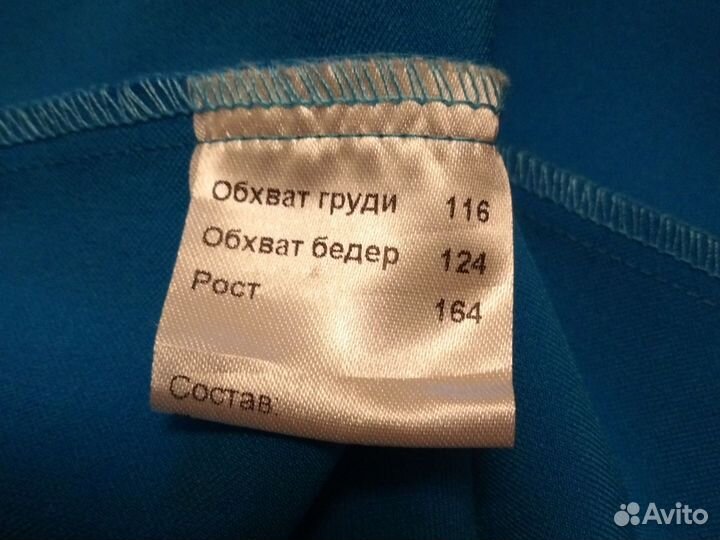 Обхват груди 116
Обхват бедер 124
Рост 164
Состав
Avito